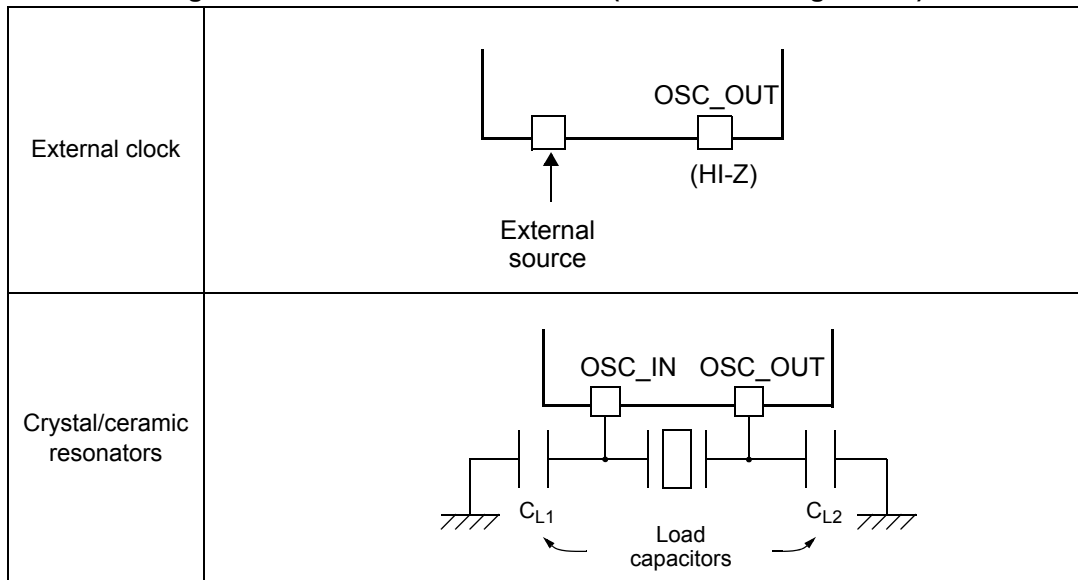 External clock
OSC_OUT
(HI-Z)
External
source
Crystal/ceramic
resonators
OSC_IN OSC_OUT
CL1
CL2
Load
capacitors